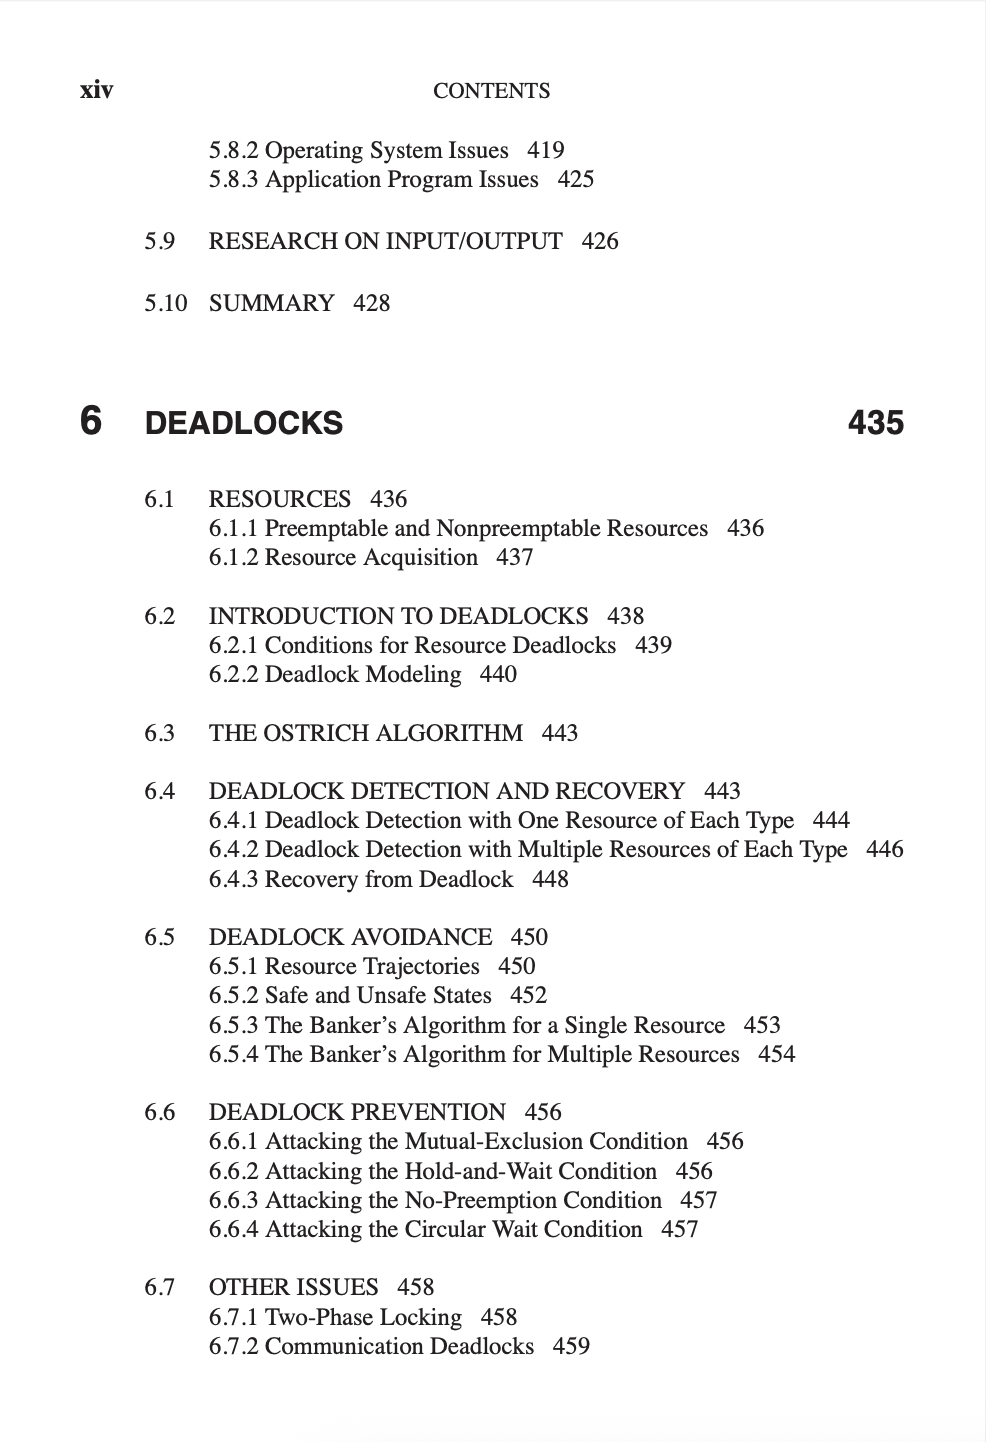 xiv CONTENTS
5.8.2 Operating System Issues 419
5.8.3 Application Program Issues 425
5.9 RESEARCH ON INPUT/OUTPUT 426
5.10 SUMMARY 428
6 DEADLOCKS 435
6.1 RESOURCES 436
6.1.1 Preemptable and Nonpreemptable Resources 436
6.1.2 Resource Acquisition 437
6.2 INTRODUCTION TO DEADLOCKS 438
6.2.1 Conditions for Resource Deadlocks 439
6.2.2 Deadlock Modeling 440
6.3 THE OSTRICH ALGORITHM 443
6.4 DEADLOCK DETECTION AND RECOVERY 443
6.4.1 Deadlock Detection with One Resource of Each Type 444
6.4.2 Deadlock Detection with Multiple Resources of Each Type 446
6.4.3 Recovery from Deadlock 448
6.5 DEADLOCK AVOIDANCE 450
6.5.1 Resource Trajectories 450
6.5.2 Safe and Unsafe States 452
6.5.3 The Banker’s Algorithm for a Single Resource 453
6.5.4 The Banker’s Algorithm for Multiple Resources 454
6.6 DEADLOCK PREVENTION 456
6.6.1 Attacking the Mutual-Exclusion Condition 456
6.6.2 Attacking the Hold-and-Wait Condition 456
6.6.3 Attacking the No-Preemption Condition 457
6.6.4 Attacking the Circular Wait Condition 457
6.7 OTHER ISSUES 458
6.7.1 Two-Phase Locking 458
6.7.2 Communication Deadlocks 459